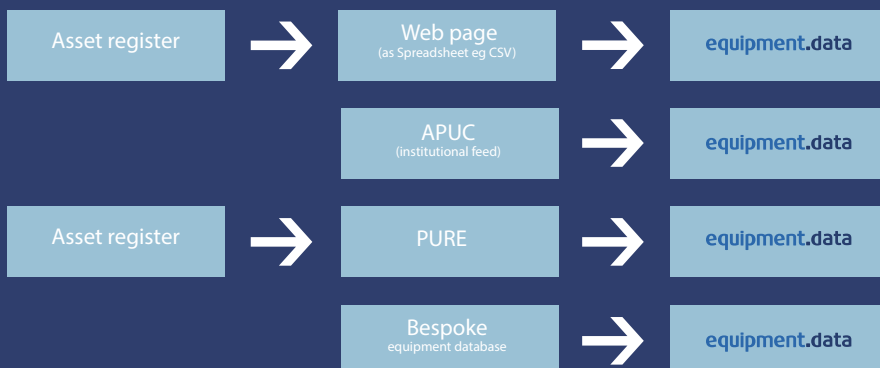 Asset register
Web page
(as Spreadsheet eg CSV)
equipment.data
APUC
(institutional feed)
equipment.data
Asset register
PURE
equipment.data
Bespoke
equipment database
equipment.data